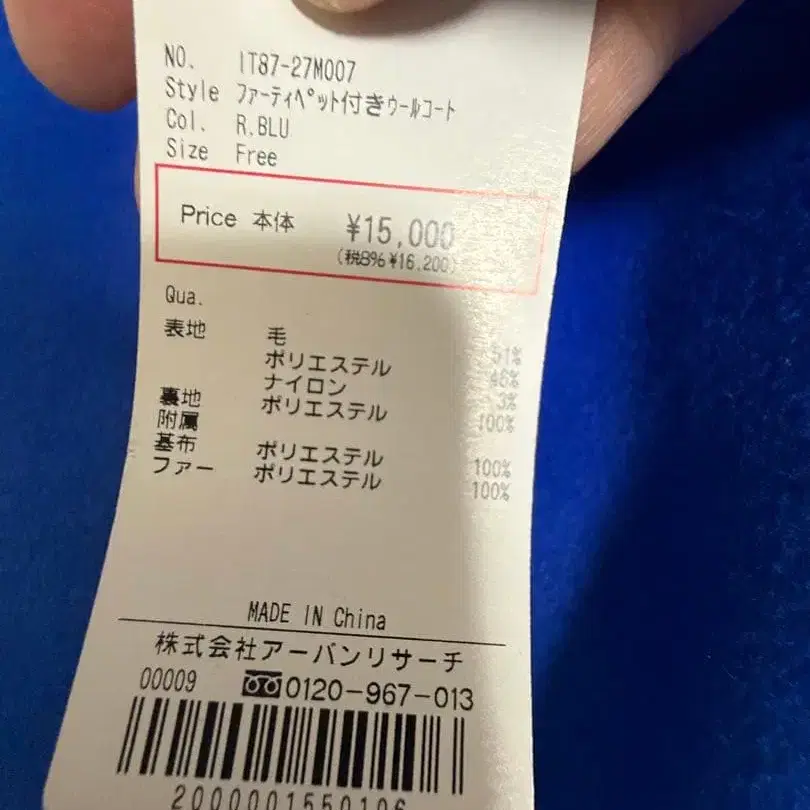 NO. IT87-27M007
Style ファーティペット付きウールコート
Col. R.BLU
Size Free
Price 本体 ¥15,000
(税8% ¥16,200)
Qua.
表地 毛 51%
ポリエステル 46%
ナイロン 3%
裏地 ポリエステル 100%
附属
基布 ポリエステル 100%
ファー ポリエステル 100%
MADE IN China
株式会社アーバンリサーチ
00009 0120-967-013
2000001550106